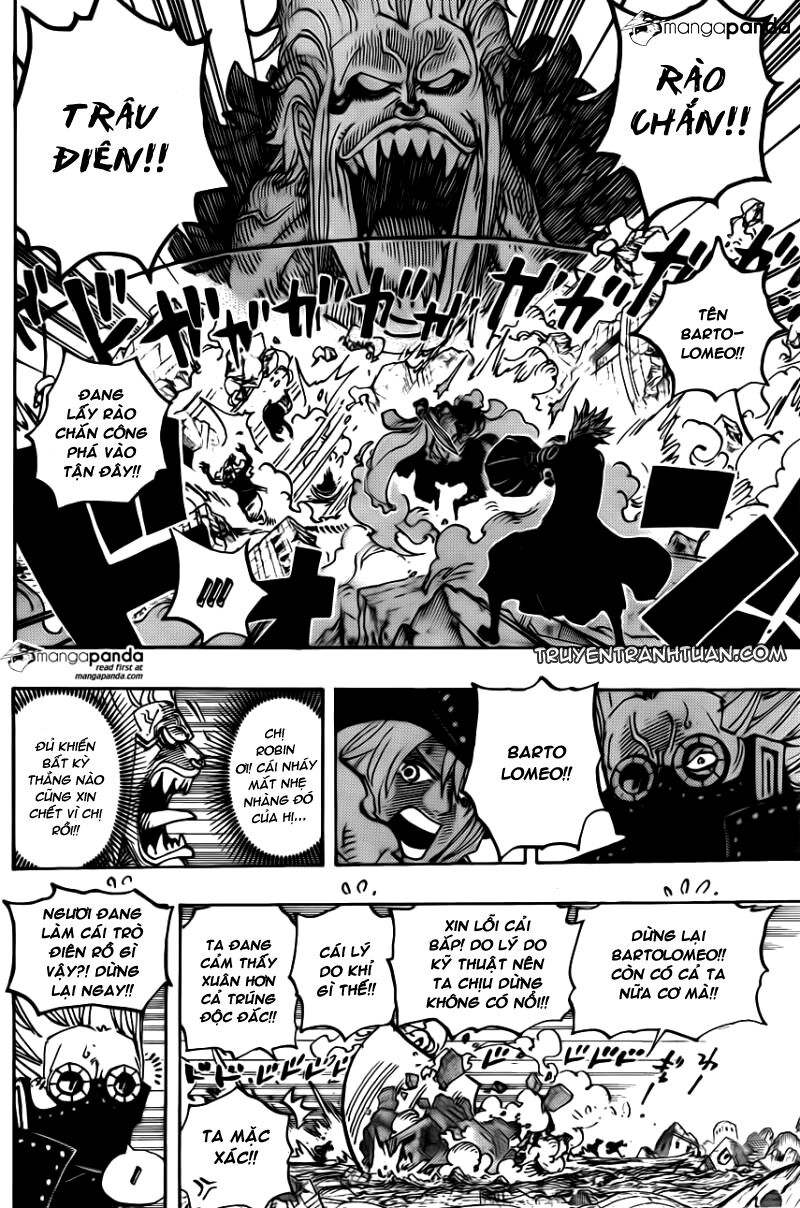 mangapanda
RÀO
CHẮN!!
TRÂU
ĐIÊN!!
TÊN
BARTO-
LOMEO!!
ĐANG
LẤY RÀO
CHẮN CÔNG
PHÁ VÀO
TẬN ĐÂY!!
!!!
mangapanda
read first at
mangapanda.com
TRUYENTRANHTUAN.COM
BARTO
LOMEO!!
CHỊ
ROBIN
ƠI! CÁI NHÁY
MẮT NHẸ
NHÀNG ĐÓ
CỦA HỊ...
ĐỦ KHIẾN
BẤT KỲ
THẰNG NÀO
CŨNG XIN
CHẾT VÌ CHỊ
RỒI!!
DỪNG LẠI
BARTOLOMEO!!
CÒN CÓ CẢ TA
NỮA CƠ MÀ!!
XIN LỖI CẢI
BẮP! DO LÝ DO
KỸ THUẬT NÊN
TA CHỊU DỪNG
KHÔNG CÓ NỔI!!
CÁI LÝ
DO KHỈ
GÌ THẾ!!
TA ĐANG
CẢM THẤY
XUÂN HƠN
CẢ TRÚNG
ĐỘC ĐẮC!!
TA MẶC
XÁC!!
NGƯƠI ĐANG
LÀM CÁI TRÒ
ĐIÊN RỒ GÌ
VẬY?! DỪNG
LẠI NGAY!!